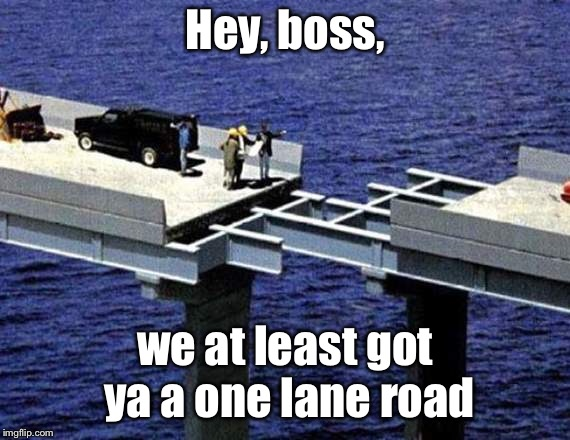 Hey, boss,
we at least got
ya a one lane road
imgflip.com